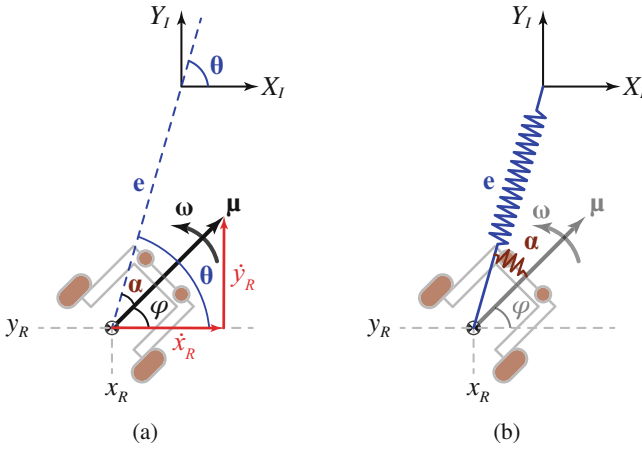 Y_I
θ
X_I
e
ω
μ
α
θ
ẏ_R
φ
y_R
ẋ_R
x_R
(a)
Y_I
X_I
e
ω
μ
α
φ
y_R
x_R
(b)